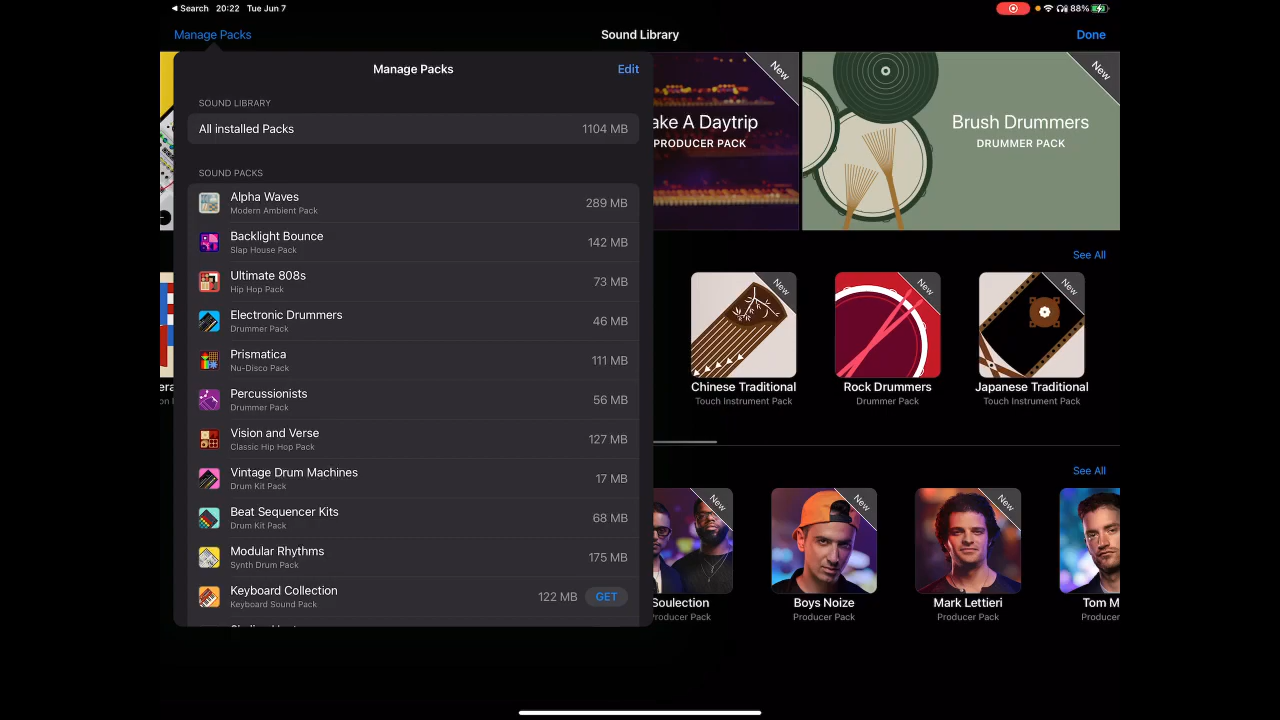 Search 20:22 Tue Jun 7 88%
Manage Packs Sound Library Done
Manage Packs Edit
SOUND LIBRARY
All installed Packs 1104 MB
SOUND PACKS
Alpha Waves
Modern Ambient Pack
289 MB
Backlight Bounce
Slap House Pack
142 MB
Ultimate 808s
Hip Hop Pack
73 MB
Electronic Drummers
Drummer Pack
46 MB
Prismatica
Nu-Disco Pack
111 MB
Percussionists
Drummer Pack
56 MB
Vision and Verse
Classic Hip Hop Pack
127 MB
Vintage Drum Machines
Drum Kit Pack
17 MB
Beat Sequencer Kits
Drum Kit Pack
68 MB
Modular Rhythms
Synth Drum Pack
175 MB
Keyboard Collection
Keyboard Sound Pack
122 MB GET
New
ake A Daytrip
PRODUCER PACK
New
Brush Drummers
DRUMMER PACK
See All
New
Chinese Traditional
Touch Instrument Pack
New
Rock Drummers
Drummer Pack
New
Japanese Traditional
Touch Instrument Pack
See All
New
Soulection
Producer Pack
New
Boys Noize
Producer Pack
New
Mark Lettieri
Producer Pack
Tom M
Producer